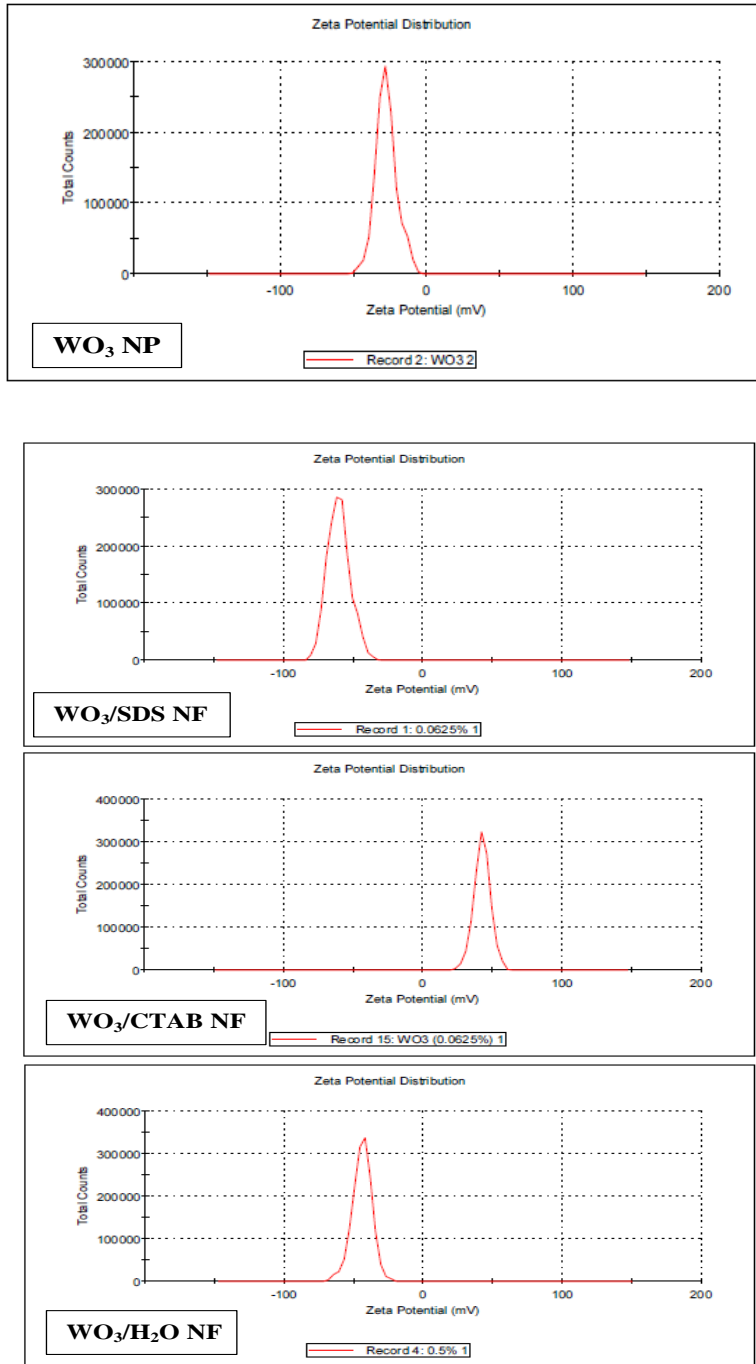 Zeta Potential Distribution
300000
200000
100000
0
Total Counts
-100 0 100 200
Zeta Potential (mV)
WO₃ NP
Record 2: WO3 2
Zeta Potential Distribution
300000
200000
100000
0
Total Counts
-100 0 100 200
Zeta Potential (mV)
WO₃/SDS NF
Record 1: 0.0625% 1
Zeta Potential Distribution
400000
300000
200000
100000
0
Total Counts
-100 0 100 200
Zeta Potential (mV)
WO₃/CTAB NF
Record 15: WO3 (0.0625%) 1
Zeta Potential Distribution
400000
300000
200000
100000
0
Total Counts
-100 0 100 200
Zeta Potential (mV)
WO₃/H₂O NF
Record 4: 0.5% 1